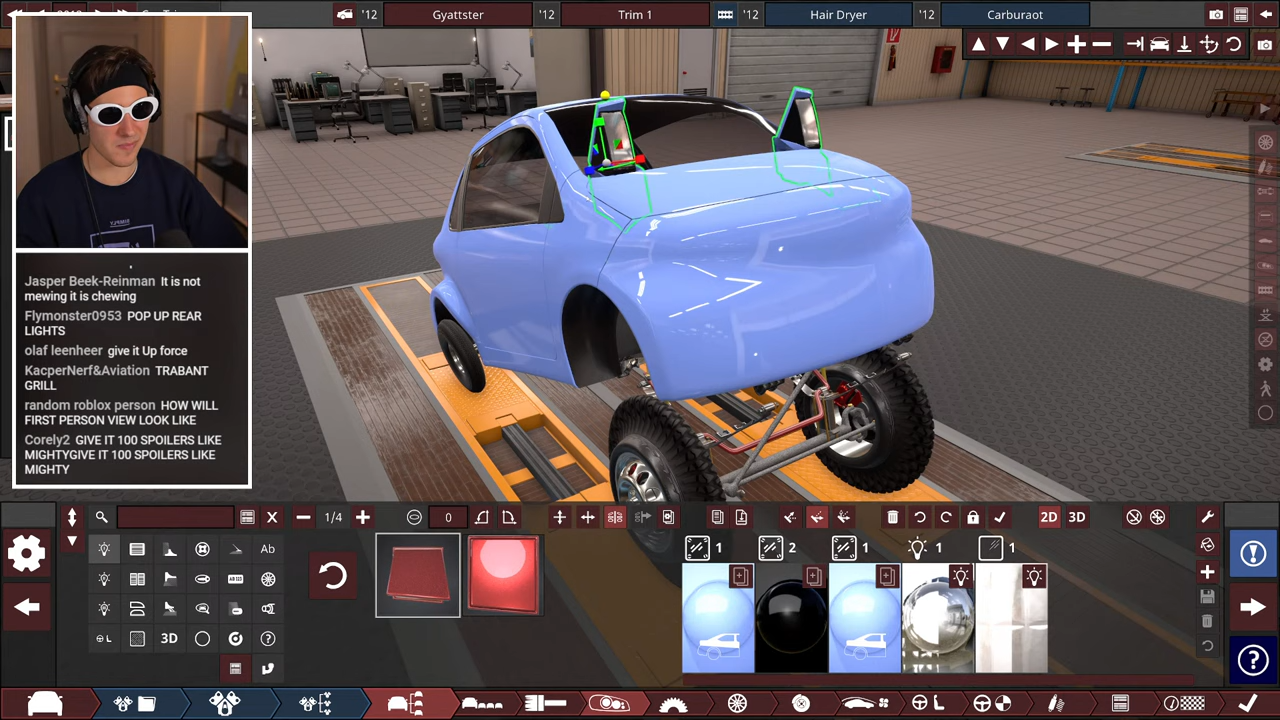 '12 Gyattster '12 Trim 1 '12 Hair Dryer '12 Carburaot
Jasper Beek-Reinman It is not
mewing it is chewing
Flymonster0953 POP UP REAR
LIGHTS
olaf leenheer give it Up force
KacperNerf&Aviation TRABANT
GRILL
random roblox person HOW WILL
FIRST PERSON VIEW LOOK LIKE
Corely2 GIVE IT 100 SPOILERS LIKE
MIGHTYGIVE IT 100 SPOILERS LIKE
MIGHTY
1/4 0 2D 3D
1 2 1 1 1
Ab
3D
L
L